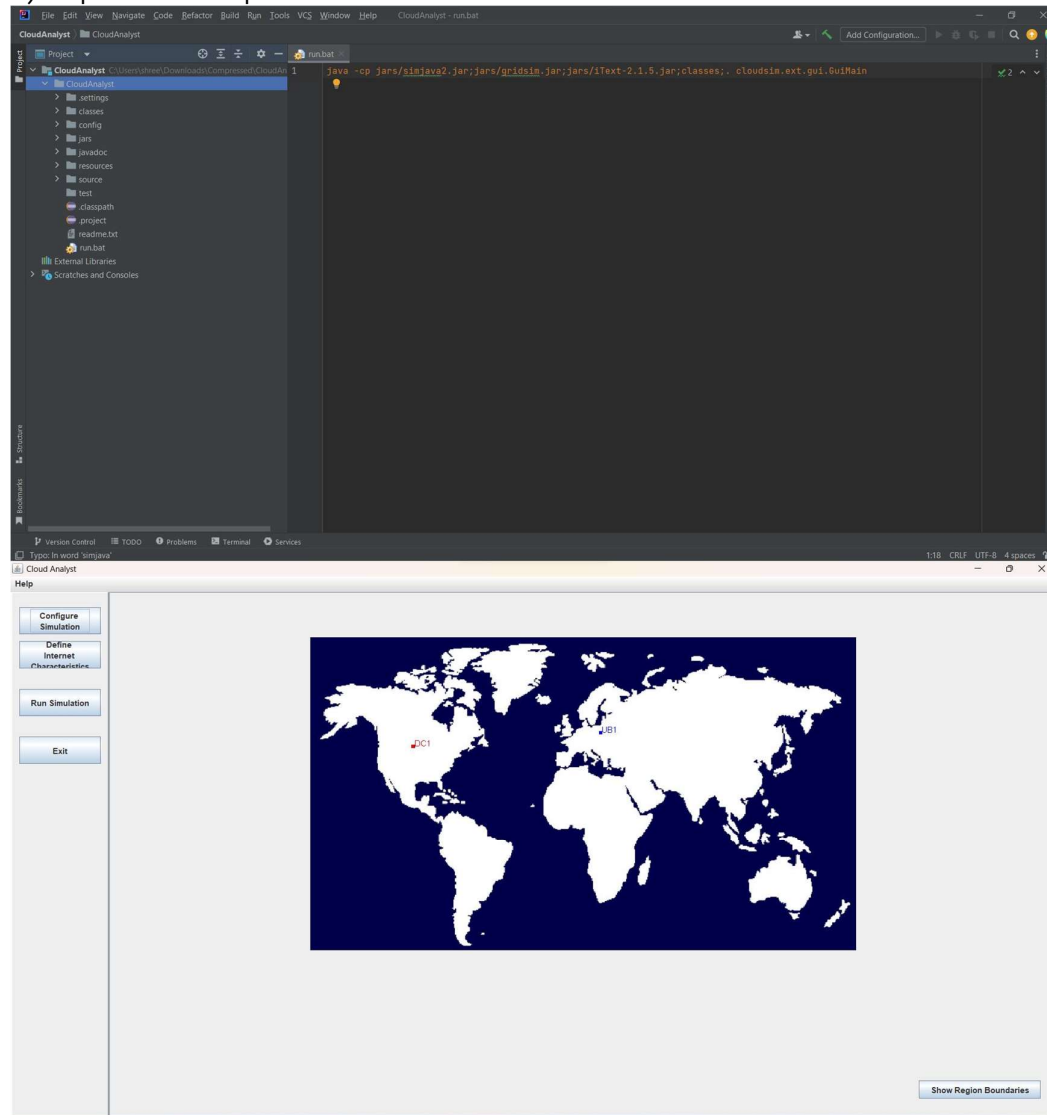 File Edit View Navigate Code Refactor Build Run Tools VCS Window Help CloudAnalyst - run.bat
CloudAnalyst CloudAnalyst Add Configuration...
Project run.bat
CloudAnalyst C:\Users\shree\Downloads\Compressed\CloudAn 1 java -cp jars/simjava2.jar;jars/gridsim.jar;jars/iText-2.1.5.jar;classes;. cloudsim.ext.gui.GuiMain 2
CloudAnalyst
.settings
classes
config
jars
javadoc
resources
source
test
.classpath
.project
readme.txt
run.bat
External Libraries
Scratches and Consoles
Project
Structure
Bookmarks
Version Control TODO Problems Terminal Services
Typo: In word 'simjava' 1:18 CRLF UTF-8 4 spaces
Cloud Analyst
Help
Configure
Simulation
Define
Internet
Characteristics
Run Simulation
Exit
DC1
UB1
Show Region Boundaries